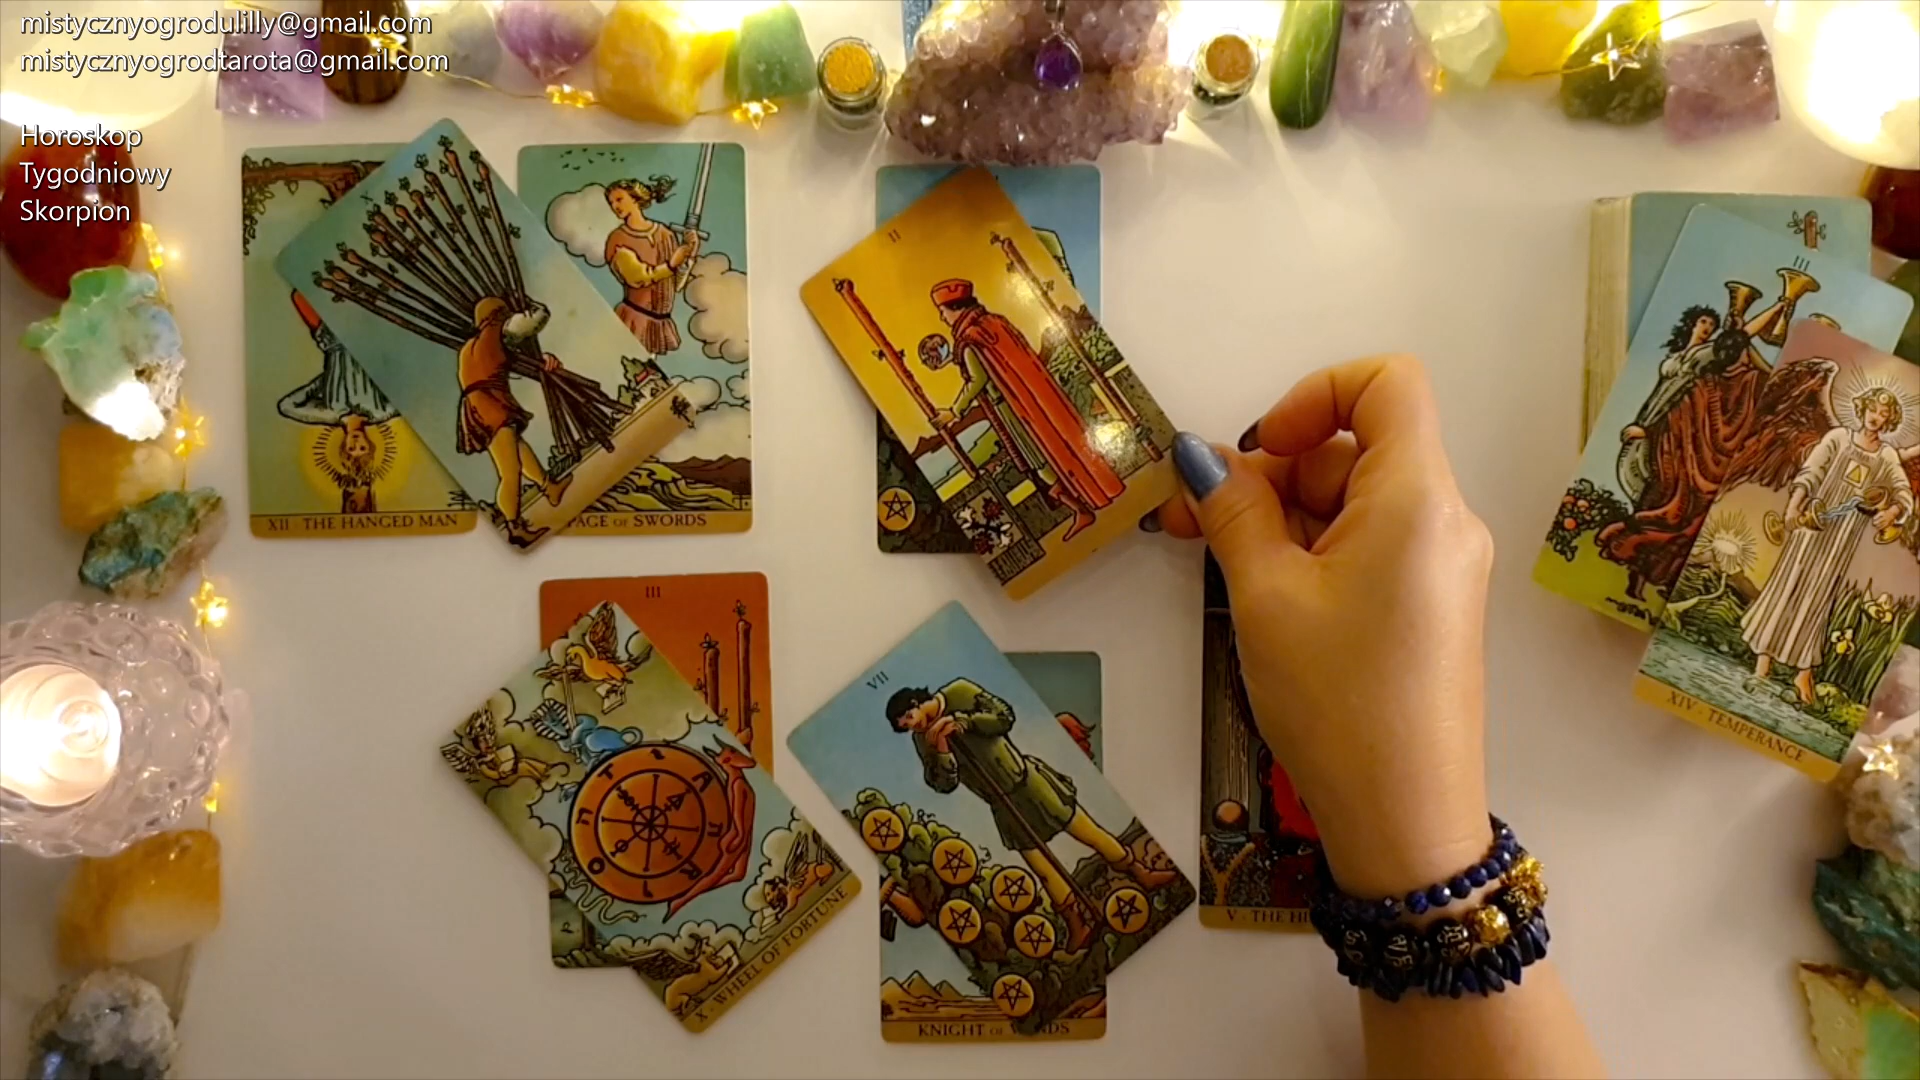 mistycznyogrodulilly@gmail.com
mistycznyogrodtarota@gmail.com
Horoskop
Tygodniowy
Skorpion
XII THE HANGED MAN
X
PAGE OF SWORDS
II
III
III
XIV - TEMPERANCE
VII
X - WHEEL OF FORTUNE
KNIGHT OF
V - THE